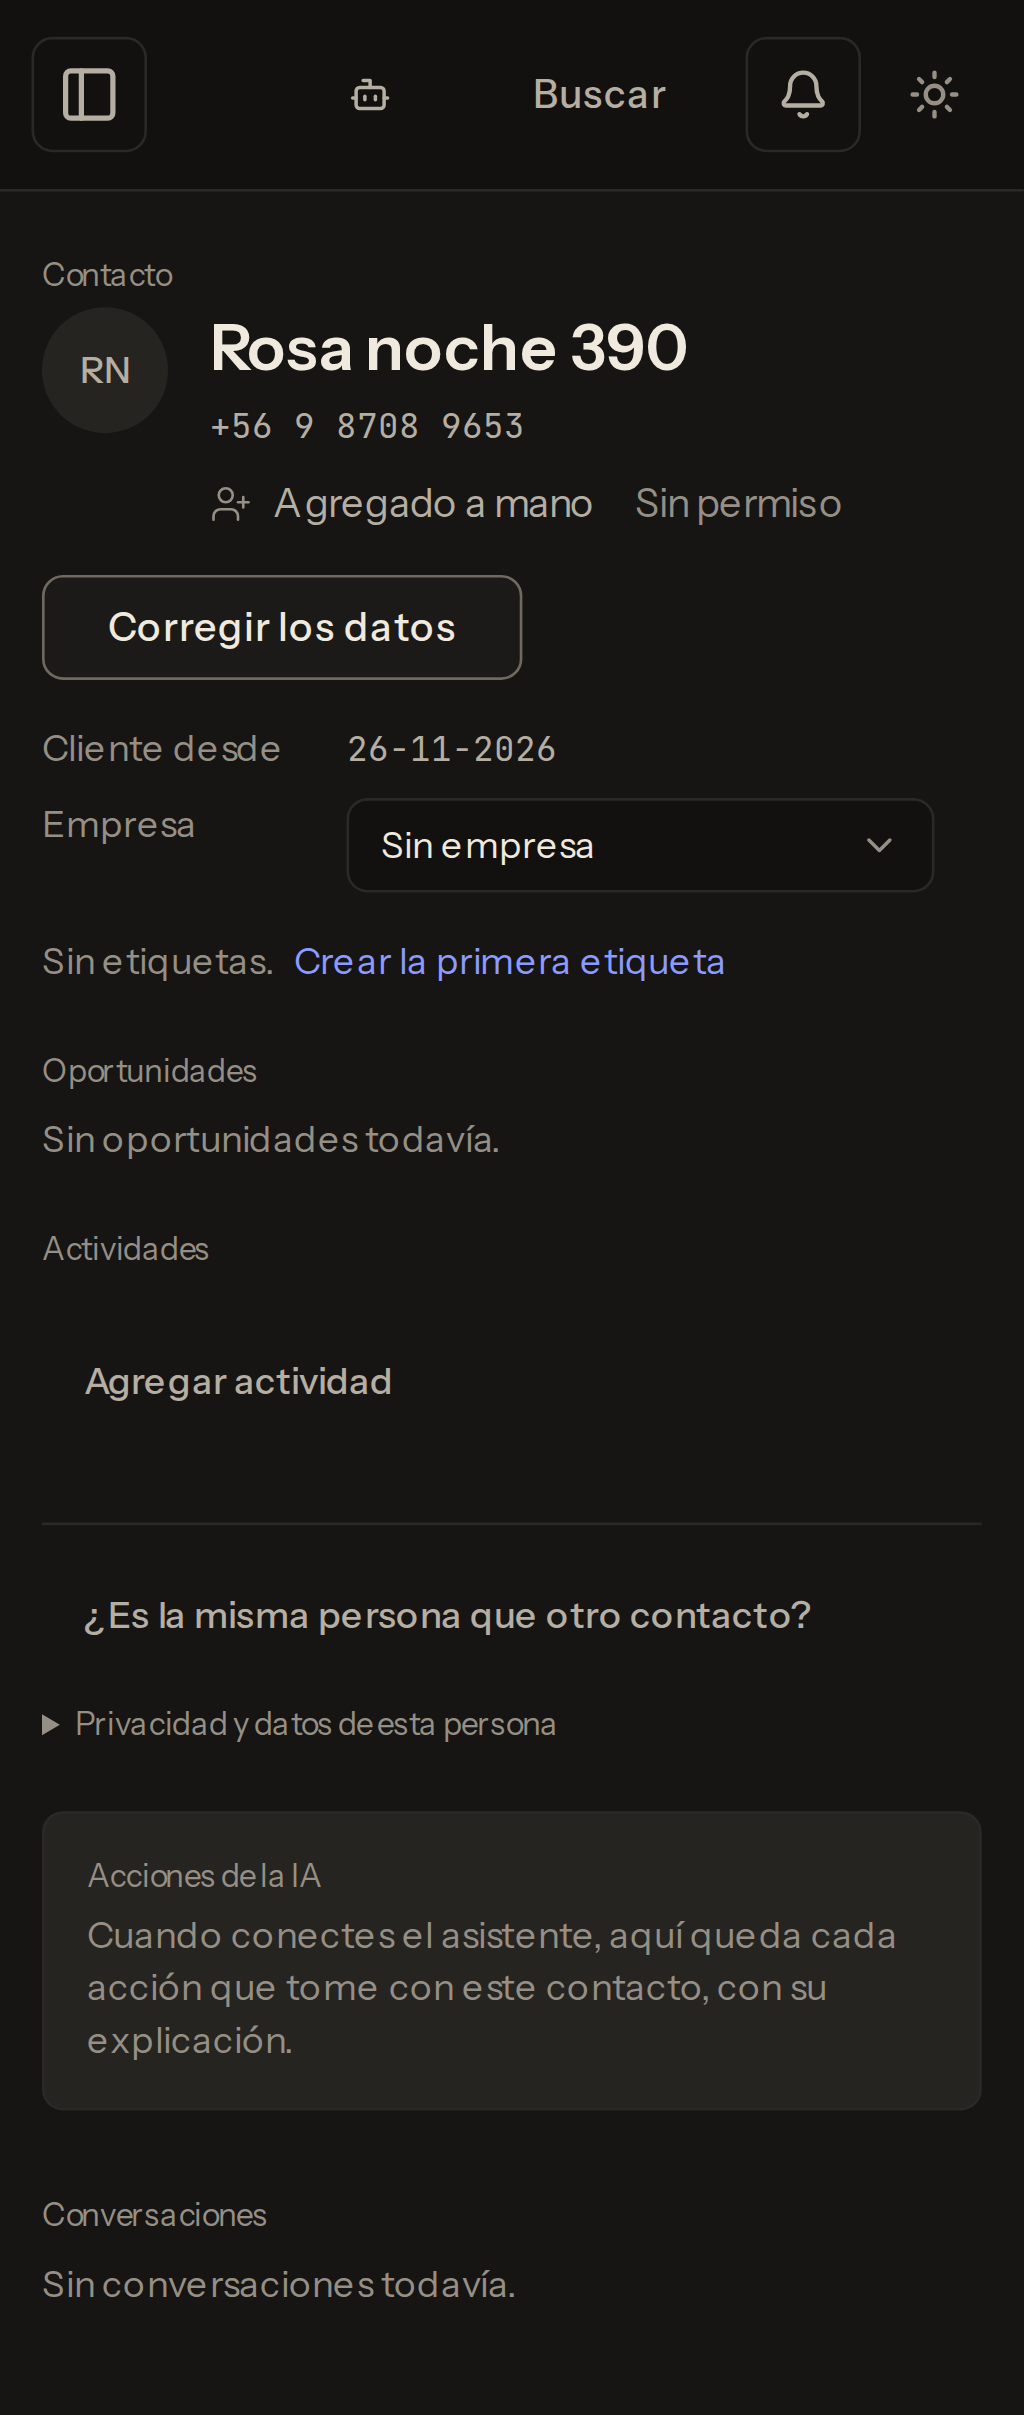 Buscar
Contacto
RN
Rosa noche 390
+56 9 8708 9653
Agregado a mano Sin permiso
Corregir los datos
Cliente desde 26-11-2026
Empresa Sin empresa
Sin etiquetas. Crear la primera etiqueta
Oportunidades
Sin oportunidades todavía.
Actividades
Agregar actividad
¿Es la misma persona que otro contacto?
Privacidad y datos de esta persona
Acciones de la IA
Cuando conectes el asistente, aquí queda cada
acción que tome con este contacto, con su
explicación.
Conversaciones
Sin conversaciones todavía.